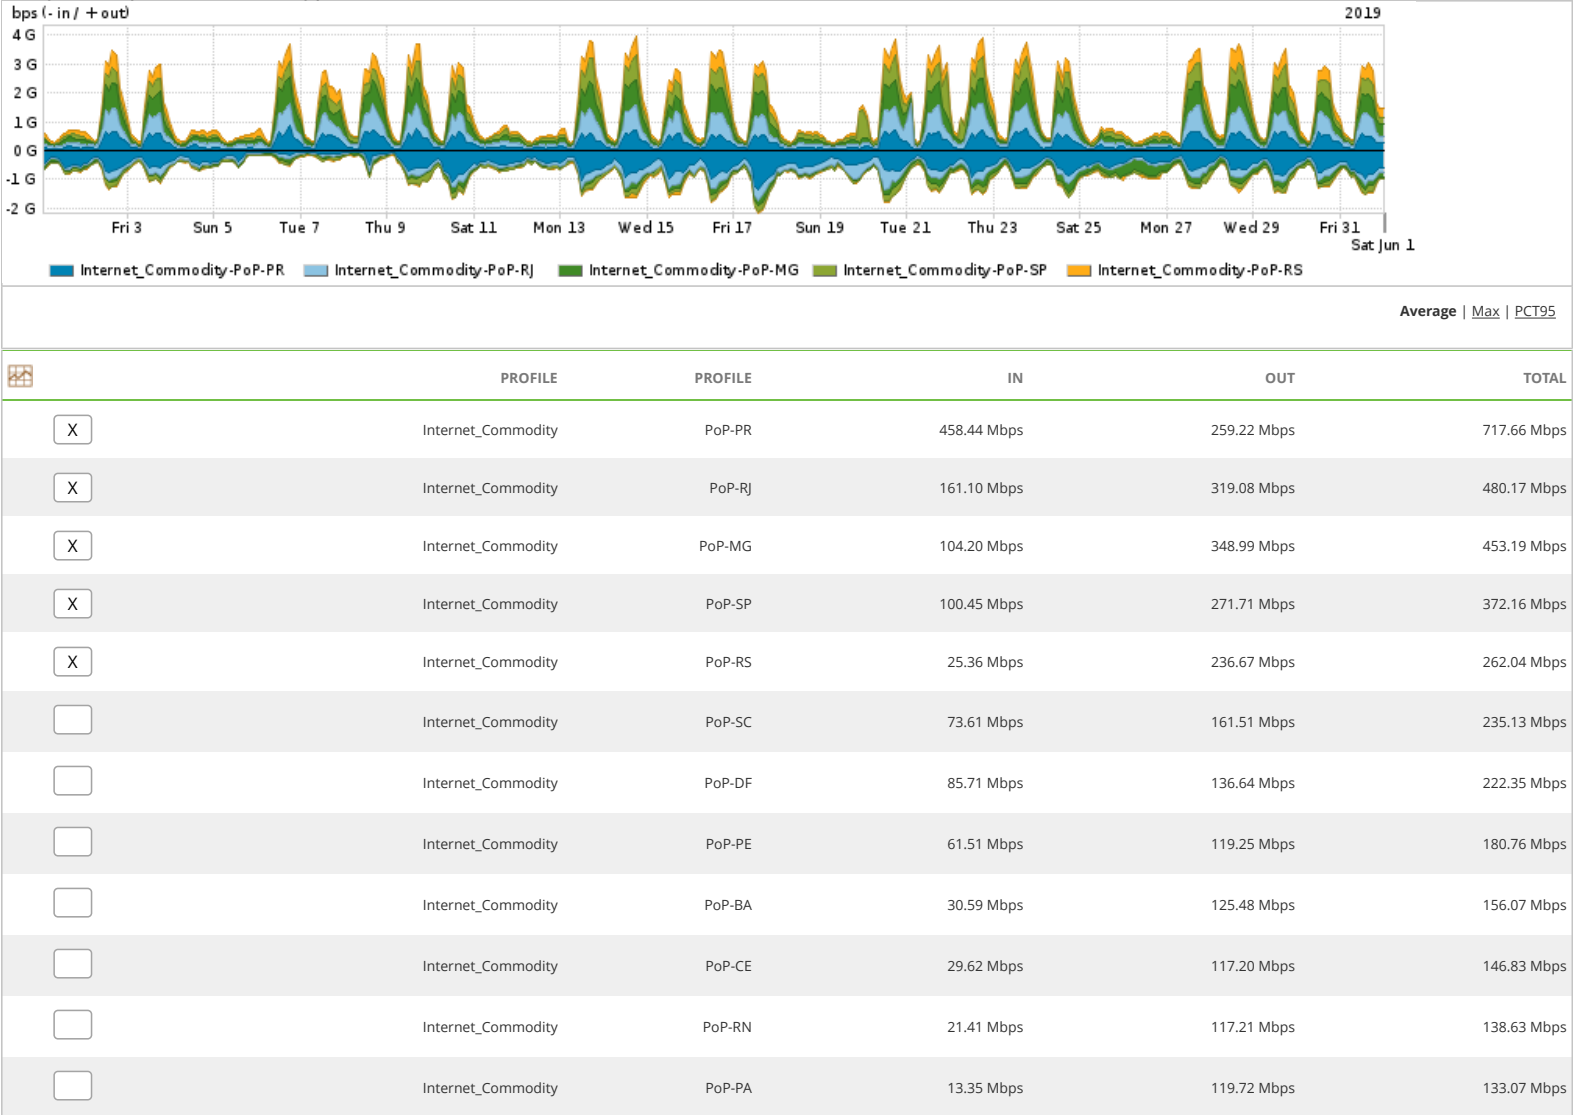 bps (- in / + out) 2019
4 G
3 G
2 G
1 G
0 G
-1 G
-2 G
Fri 3 Sun 5 Tue 7 Thu 9 Sat 11 Mon 13 Wed 15 Fri 17 Sun 19 Tue 21 Thu 23 Sat 25 Mon 27 Wed 29 Fri 31
Sat Jun 1
Internet_Commodity-PoP-PR Internet_Commodity-PoP-RJ Internet_Commodity-PoP-MG Internet_Commodity-PoP-SP Internet_Commodity-PoP-RS
Average | Max | PCT95
PROFILE PROFILE IN OUT TOTAL
X Internet_Commodity PoP-PR 458.44 Mbps 259.22 Mbps 717.66 Mbps
X Internet_Commodity PoP-RJ 161.10 Mbps 319.08 Mbps 480.17 Mbps
X Internet_Commodity PoP-MG 104.20 Mbps 348.99 Mbps 453.19 Mbps
X Internet_Commodity PoP-SP 100.45 Mbps 271.71 Mbps 372.16 Mbps
X Internet_Commodity PoP-RS 25.36 Mbps 236.67 Mbps 262.04 Mbps
Internet_Commodity PoP-SC 73.61 Mbps 161.51 Mbps 235.13 Mbps
Internet_Commodity PoP-DF 85.71 Mbps 136.64 Mbps 222.35 Mbps
Internet_Commodity PoP-PE 61.51 Mbps 119.25 Mbps 180.76 Mbps
Internet_Commodity PoP-BA 30.59 Mbps 125.48 Mbps 156.07 Mbps
Internet_Commodity PoP-CE 29.62 Mbps 117.20 Mbps 146.83 Mbps
Internet_Commodity PoP-RN 21.41 Mbps 117.21 Mbps 138.63 Mbps
Internet_Commodity PoP-PA 13.35 Mbps 119.72 Mbps 133.07 Mbps